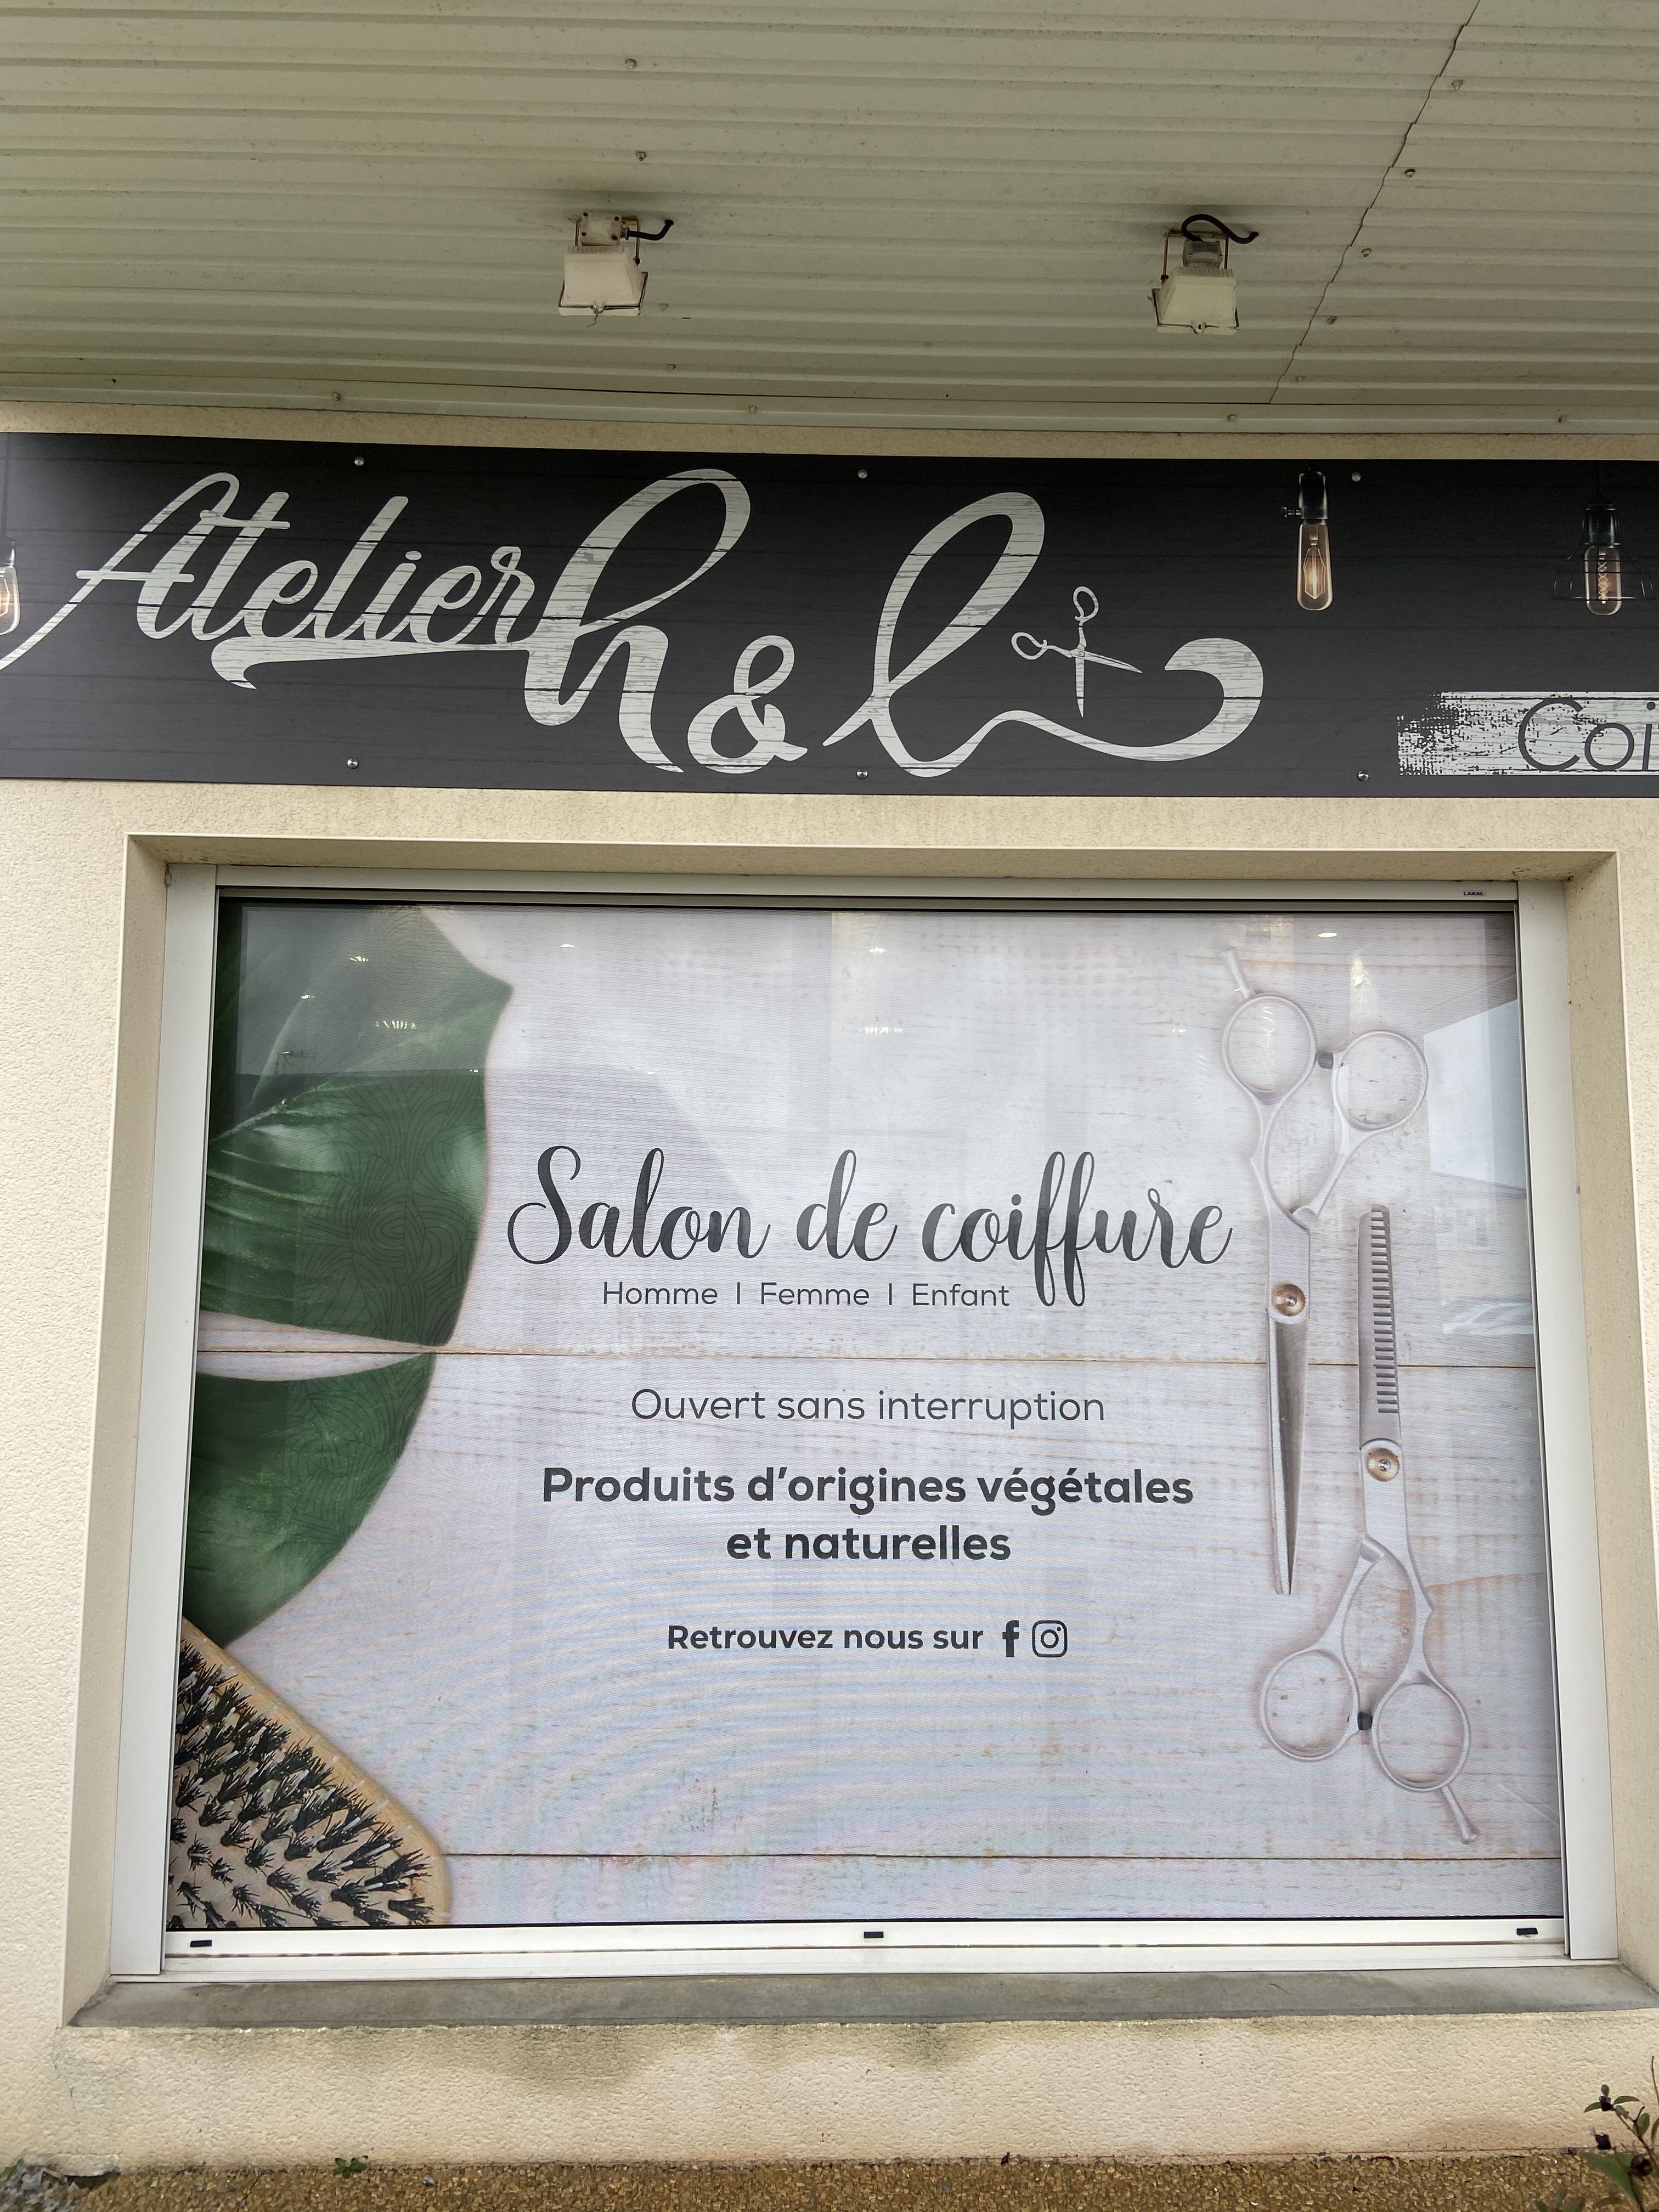 Atelier h & l
Coi
LAKAL
Salon de coiffure
Homme | Femme | Enfant
Ouvert sans interruption
Produits d'origines végétales
et naturelles
Retrouvez nous sur